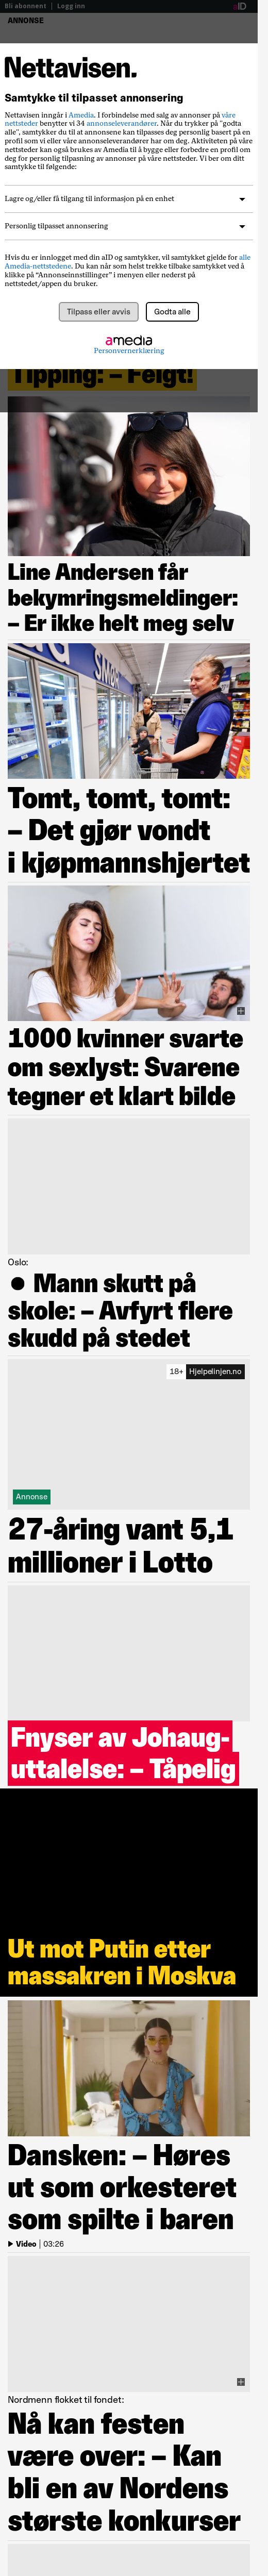 Bli abonnent | Logg inn
aID
ANNONSE
Nettavisen.
Samtykke til tilpasset annonsering
Nettavisen inngår i Amedia. I forbindelse med salg av annonser på våre
nettsteder benytter vi 34 annonseleverandører. Når du trykker på "godta
alle", samtykker du til at Amedia kan tilknytte deg personlig buken på en
profil som vi eller våre annonseleverandører har om deg. Aktiviteten på våre
nettsteder kan også brukes av Amedia til å bygge eller forbedre en profil om
deg for personlig tilpasning av annonser på våre nettsteder. Vi ber om ditt
samtykke til følgende:
Lagre og/eller få tilgang til informasjon på en enhet
Personlig tilpasset annonsering
Hvis du er innlogget med din aID og samtykker, vil samtykket gjelde for alle
Amedia-nettstedene. Du kan når som helst trekke tilbake samtykket ved å
klikke på “Annonseinnstillinger” i menyen eller nederst på
nettstedet/appen du bruker.
Tilpass eller avvis
Godta alle
amedia
Personvernerklæring
Tipping: – Feigt!
Line Andersen får
bekymringsmeldinger:
– Er ikke helt meg selv
Tomt, tomt, tomt:
– Det gjør vondt
i kjøpmannshjertet
1000 kvinner svarte
om sexlyst: Svarene
tegner et klart bilde
Oslo:
● Mann skutt på
skole: – Avfyrt flere
skudd på stedet
18+ Hjelpelinjen.no
Annonse
27-åring vant 5,1
millioner i Lotto
Fnyser av Johaug-
uttalelse: – Tåpelig
Ut mot Putin etter
massakren i Moskva
Dansken: – Høres
ut som orkesteret
som spilte i baren
Video | 03:26
Nordmenn flokket til fondet:
Nå kan festen
være over: – Kan
bli en av Nordens
største konkurser